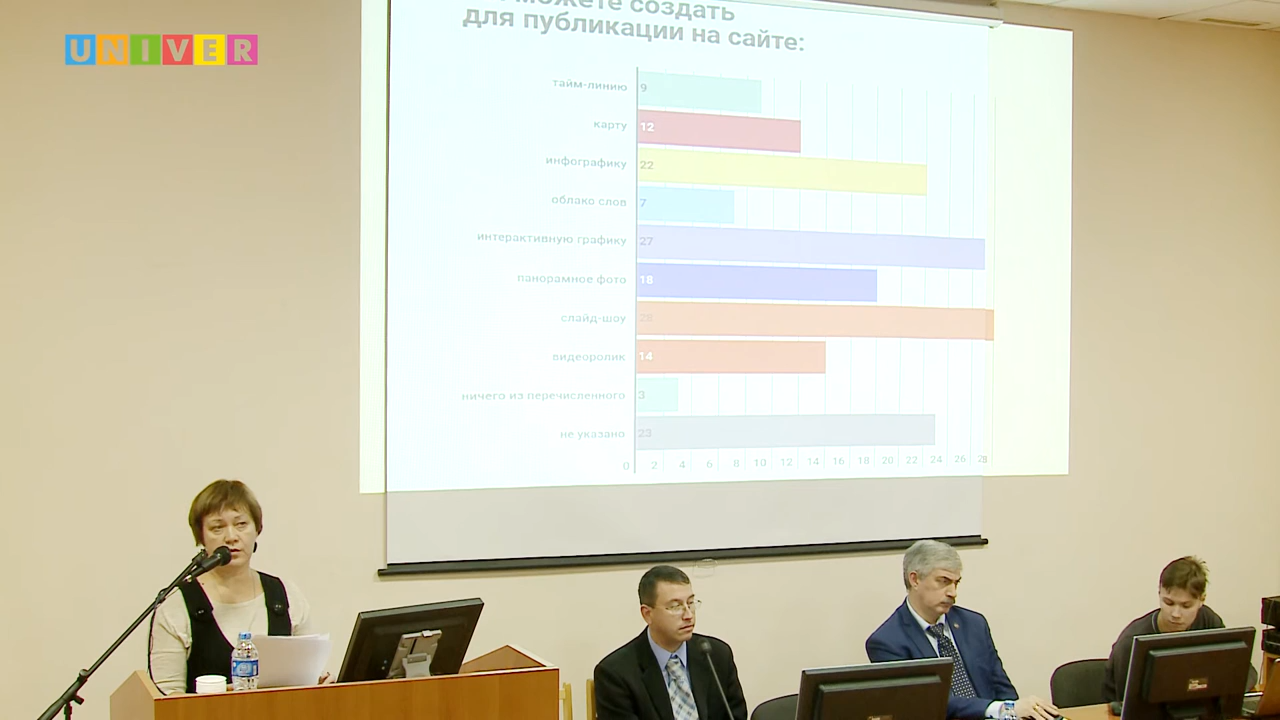 UNIVER
можете создать
для публикации на сайте:
тайм-линию 9
карту 12
инфографику 22
облако слов 7
интерактивную графику 27
панорамное фото 18
слайд-шоу 28
видеоролик 14
ничего из перечисленного 3
не указано 23
0 2 4 6 8 10 12 14 16 18 20 22 24 26 28